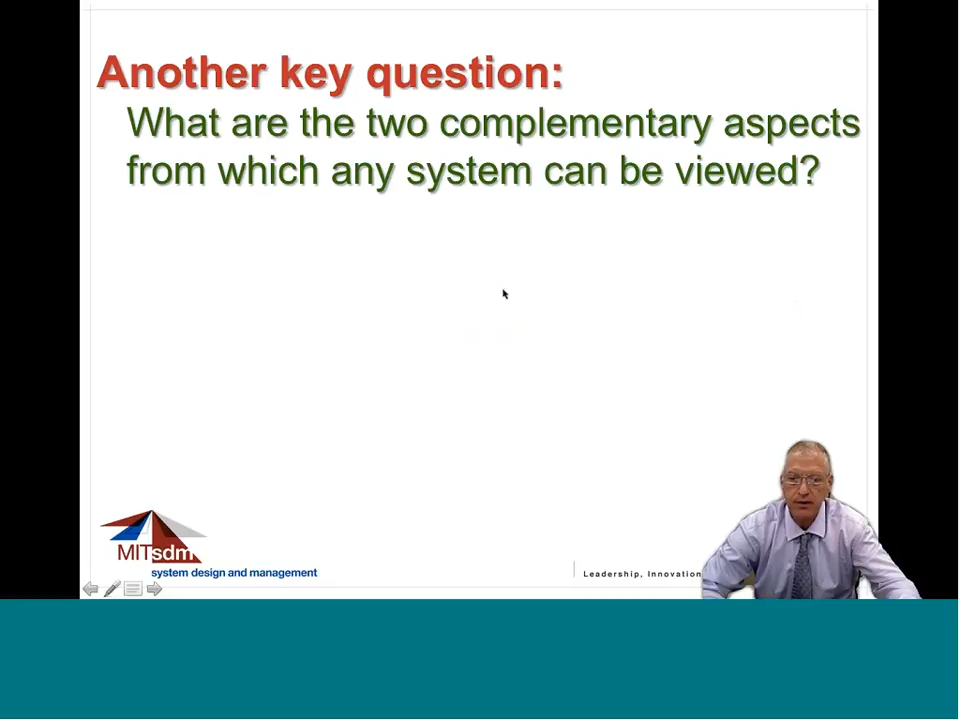 Another key question:
What are the two complementary aspects
from which any system can be viewed?
MITsdm
system design and management
Leadership, Innovation